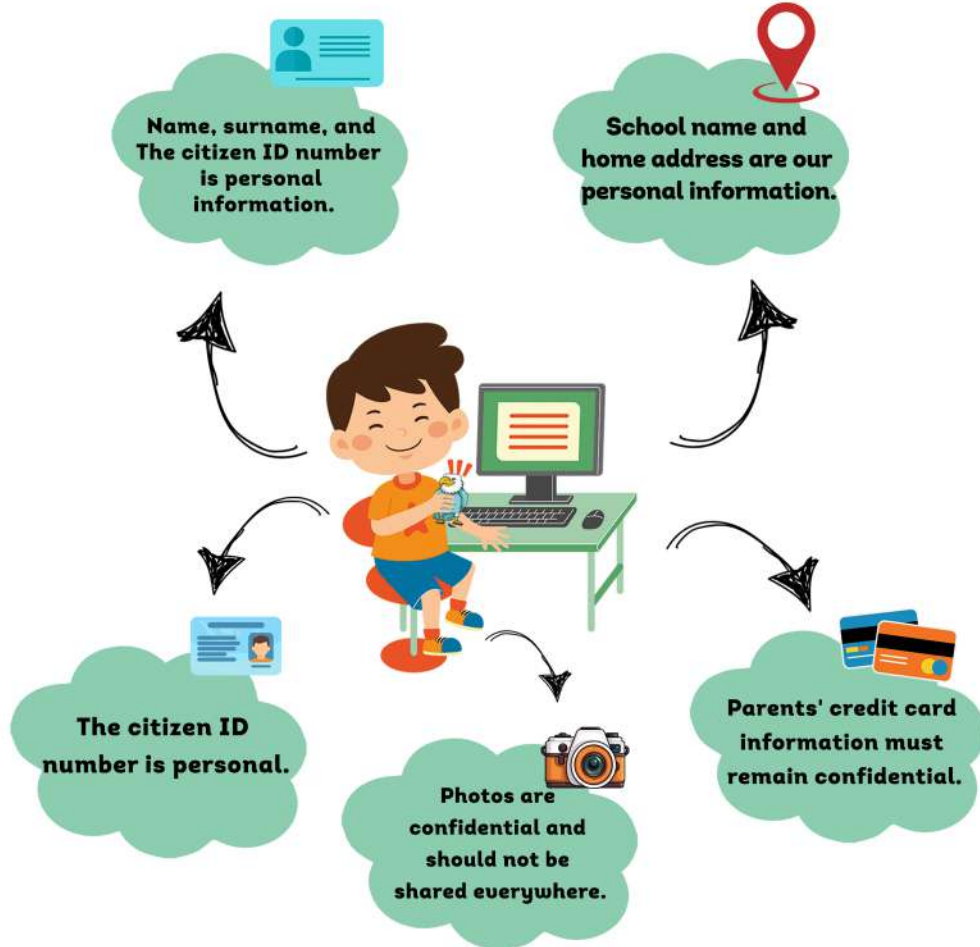 Name, surname, and
The citizen ID number
is personal
information.
School name and
home address are our
personal information.
The citizen ID
number is personal.
Photos are
confidential and
should not be
shared everywhere.
Parents' credit card
information must
remain confidential.